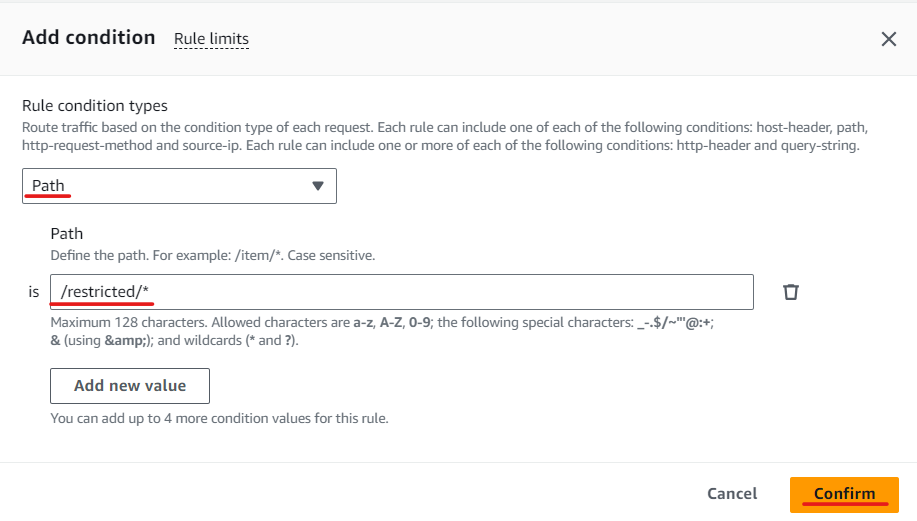 Add condition Rule limits
Rule condition types
Route traffic based on the condition type of each request. Each rule can include one of each of the following conditions: host-header, path,
http-request-method and source-ip. Each rule can include one or more of each of the following conditions: http-header and query-string.
Path
Path
Define the path. For example: /item/*. Case sensitive.
is /restricted/*
Maximum 128 characters. Allowed characters are a-z, A-Z, 0-9; the following special characters: _-.$/~"'@:+;
& (using &amp;); and wildcards (* and ?).
Add new value
You can add up to 4 more condition values for this rule.
Cancel Confirm